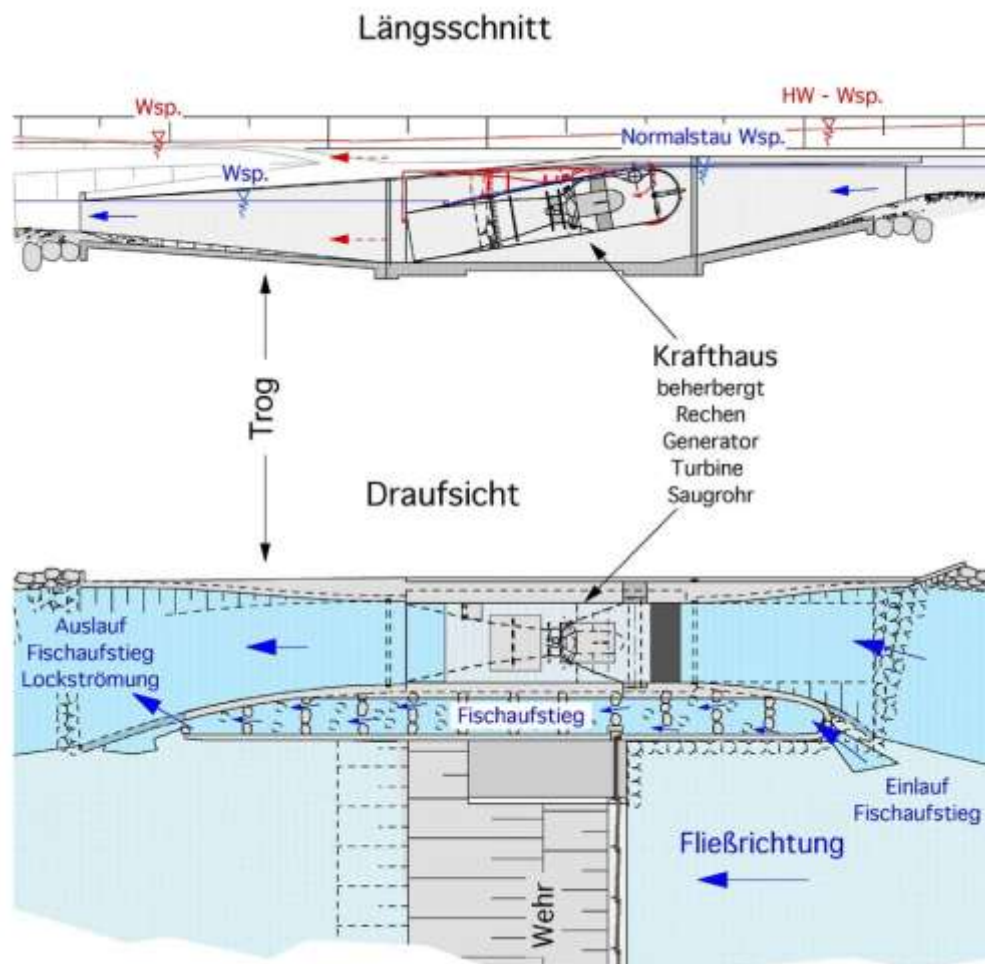 Längsschnitt
Wsp.
HW - Wsp.
Normalstau Wsp.
Wsp.
Krafthaus
beherbergt
Rechen
Generator
Turbine
Saugrohr
Trog
Draufsicht
Auslauf
Fischaufstieg
Lockströmung
Fischaufstieg
Einlauf
Fischaufstieg
Fließrichtung
Wehr